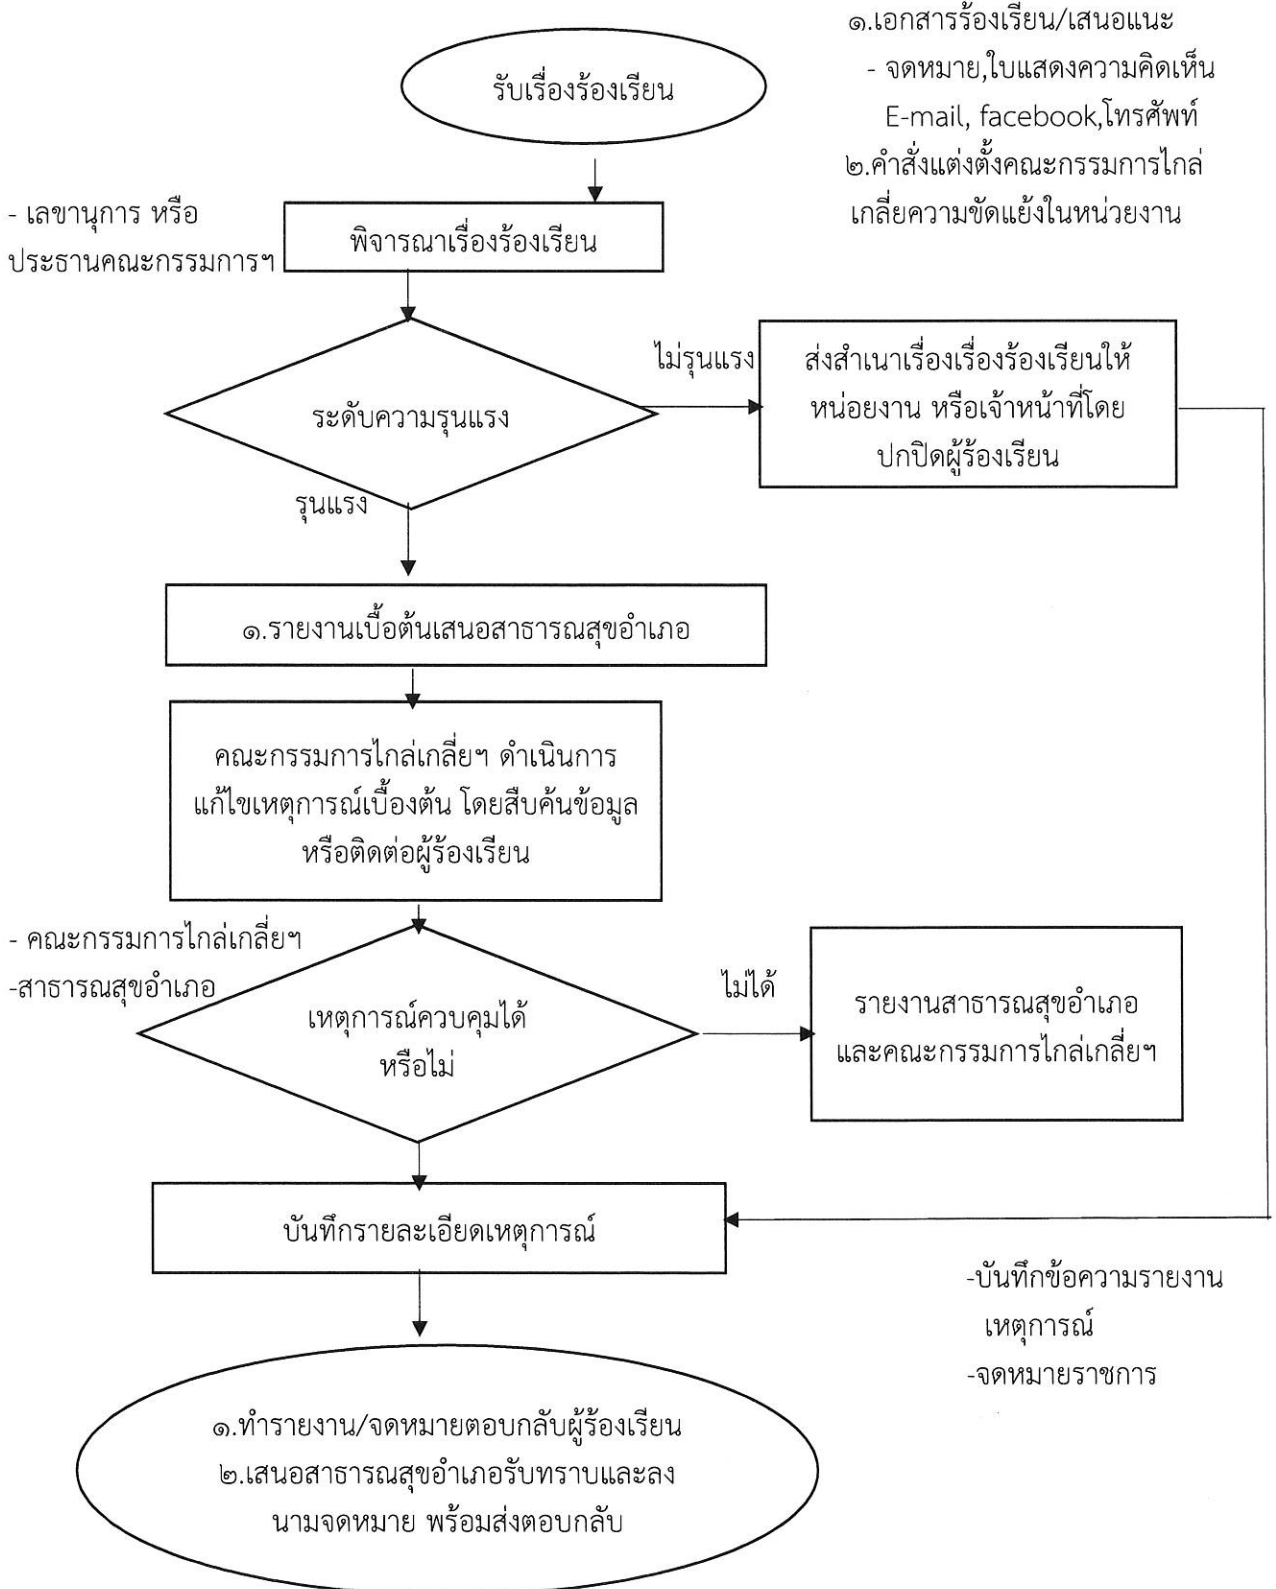 ๑.เอกสารร้องเรียน/เสนอแนะ
- จดหมาย,ใบแสดงความคิดเห็น
E-mail, facebook,โทรศัพท์
๒.คำสั่งแต่งตั้งคณะกรรมการไกล่
เกลี่ยความขัดแย้งในหน่วยงาน
รับเรื่องร้องเรียน
- เลขานุการ หรือ
ประธานคณะกรรมการฯ
พิจารณาเรื่องร้องเรียน
ระดับความรุนแรง
ไม่รุนแรง
ส่งสำเนาเรื่องเรื่องร้องเรียนให้
หน่อยงาน หรือเจ้าหน้าที่โดย
ปกปิดผู้ร้องเรียน
รุนแรง
๑.รายงานเบื้อต้นเสนอสาธารณสุขอำเภอ
คณะกรรมการไกล่เกลี่ยฯ ดำเนินการ
แก้ไขเหตุการณ์เบื้องต้น โดยสืบค้นข้อมูล
หรือติดต่อผู้ร้องเรียน
- คณะกรรมการไกล่เกลี่ยฯ
-สาธารณสุขอำเภอ
เหตุการณ์ควบคุมได้
หรือไม่
ไม่ได้
รายงานสาธารณสุขอำเภอ
และคณะกรรมการไกล่เกลี่ยฯ
บันทึกรายละเอียดเหตุการณ์
-บันทึกข้อความรายงาน
เหตุการณ์
-จดหมายราชการ
๑.ทำรายงาน/จดหมายตอบกลับผู้ร้องเรียน
๒.เสนอสาธารณสุขอำเภอรับทราบและลง
นามจดหมาย พร้อมส่งตอบกลับ